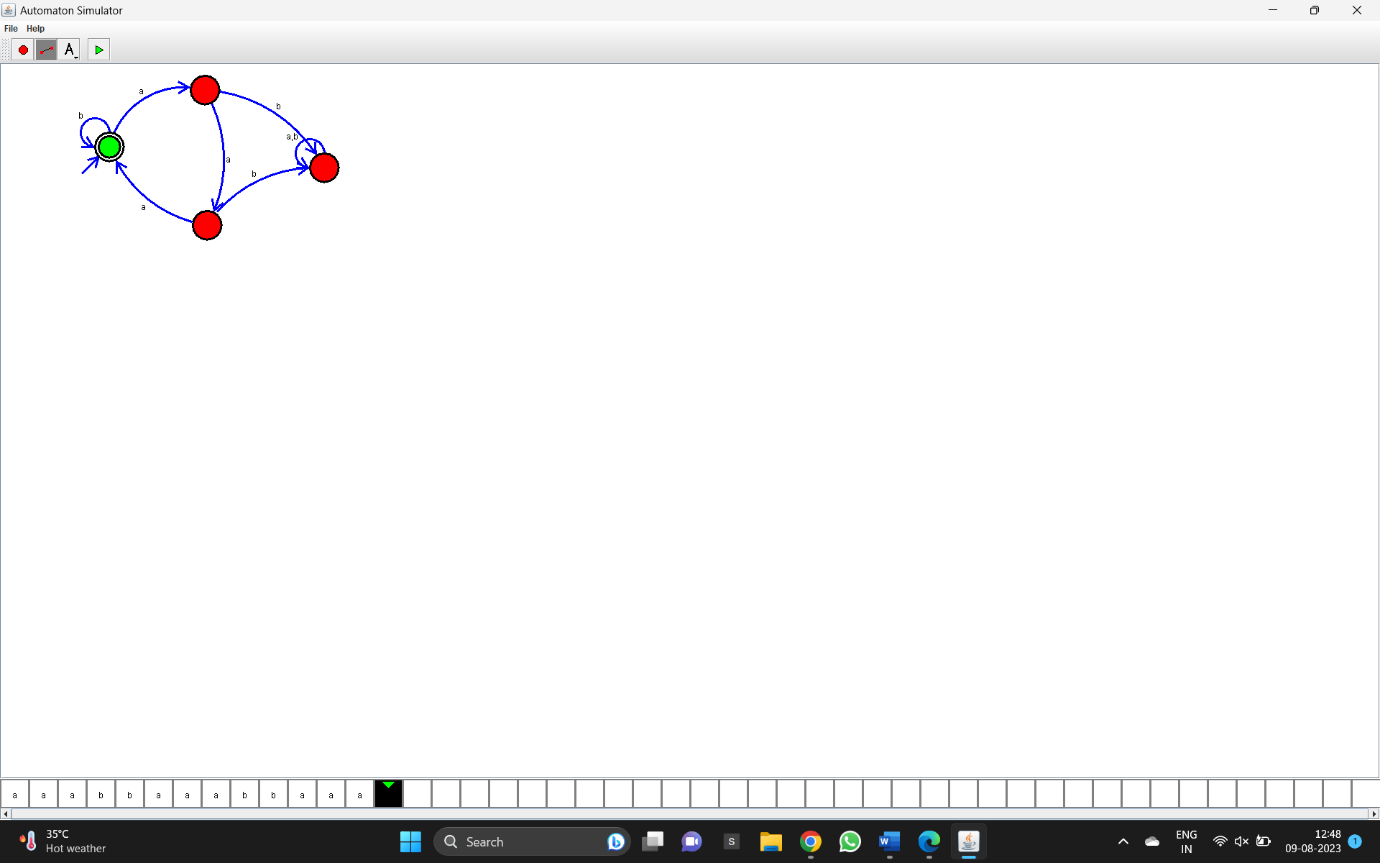 Automaton Simulator
File Help
A
a
b
b
a,b
a
b
a
a a a b b a a a b b a a a
35°C
Hot weather
Search
S
W
ENG
IN
12:48
09-08-2023
1